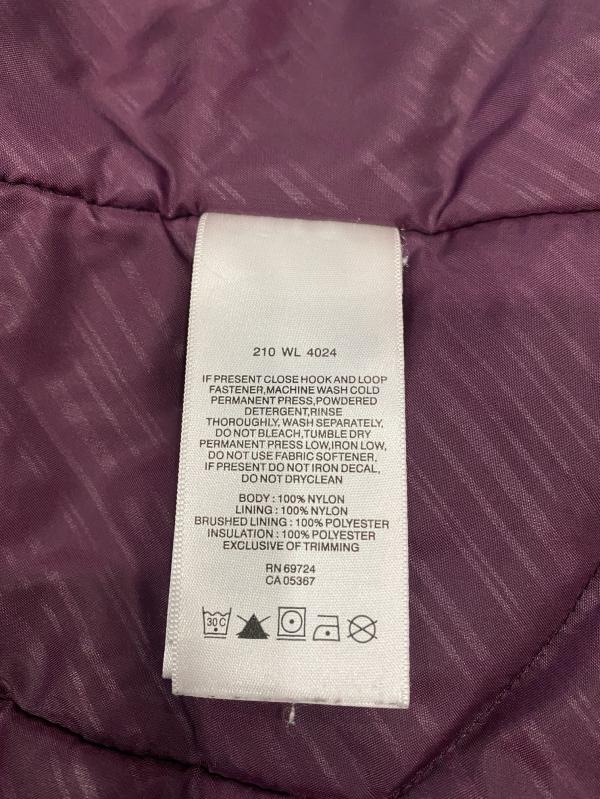 210 WL 4024
IF PRESENT CLOSE HOOK AND LOOP
FASTENER,MACHINE WASH COLD
PERMANENT PRESS,POWDERED
DETERGENT,RINSE
THOROUGHLY, WASH SEPARATELY,
DO NOT BLEACH,TUMBLE DRY
PERMANENT PRESS LOW,IRON LOW,
DO NOT USE FABRIC SOFTENER,
IF PRESENT DO NOT IRON DECAL,
DO NOT DRYCLEAN
BODY : 100% NYLON
LINING : 100% NYLON
BRUSHED LINING : 100% POLYESTER
INSULATION : 100% POLYESTER
EXCLUSIVE OF TRIMMING
RN 69724
CA 05367
30 C